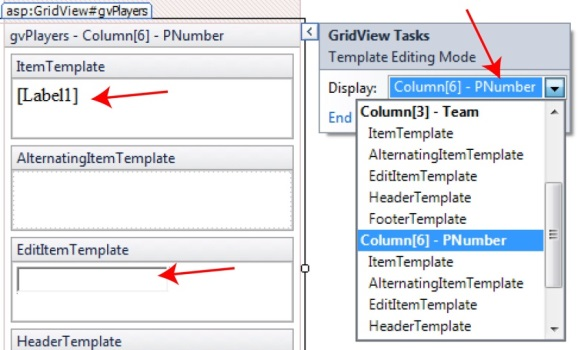 asp:GridView#gvPlayers
gvPlayers - Column[6] - PNumber
ItemTemplate
[Label1]
AlternatingItemTemplate
EditItemTemplate
HeaderTemplate
GridView Tasks
Template Editing Mode
Display: Column[6] - PNumber
End
Column[3] - Team
ItemTemplate
AlternatingItemTemplate
EditItemTemplate
HeaderTemplate
FooterTemplate
Column[6] - PNumber
ItemTemplate
AlternatingItemTemplate
EditItemTemplate
HeaderTemplate